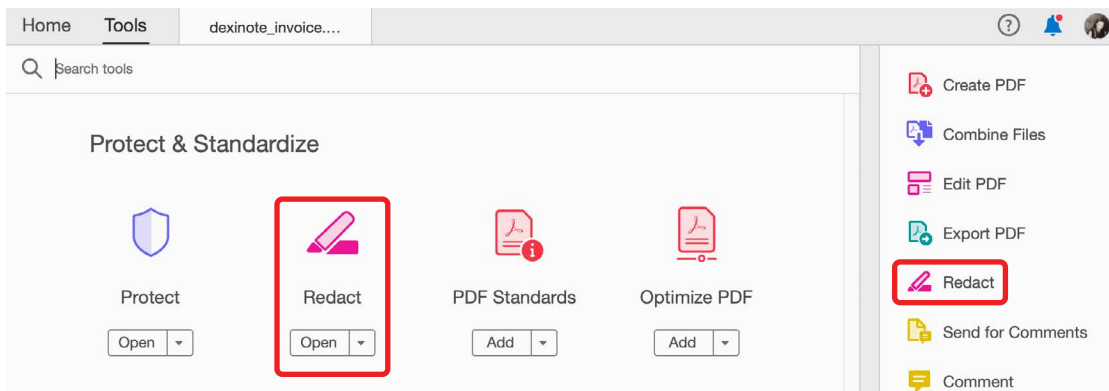 Home Tools dexinote_invoice....
Search tools
Protect & Standardize
Protect Redact PDF Standards Optimize PDF
Open Open Add Add
Create PDF
Combine Files
Edit PDF
Export PDF
Redact
Send for Comments
Comment